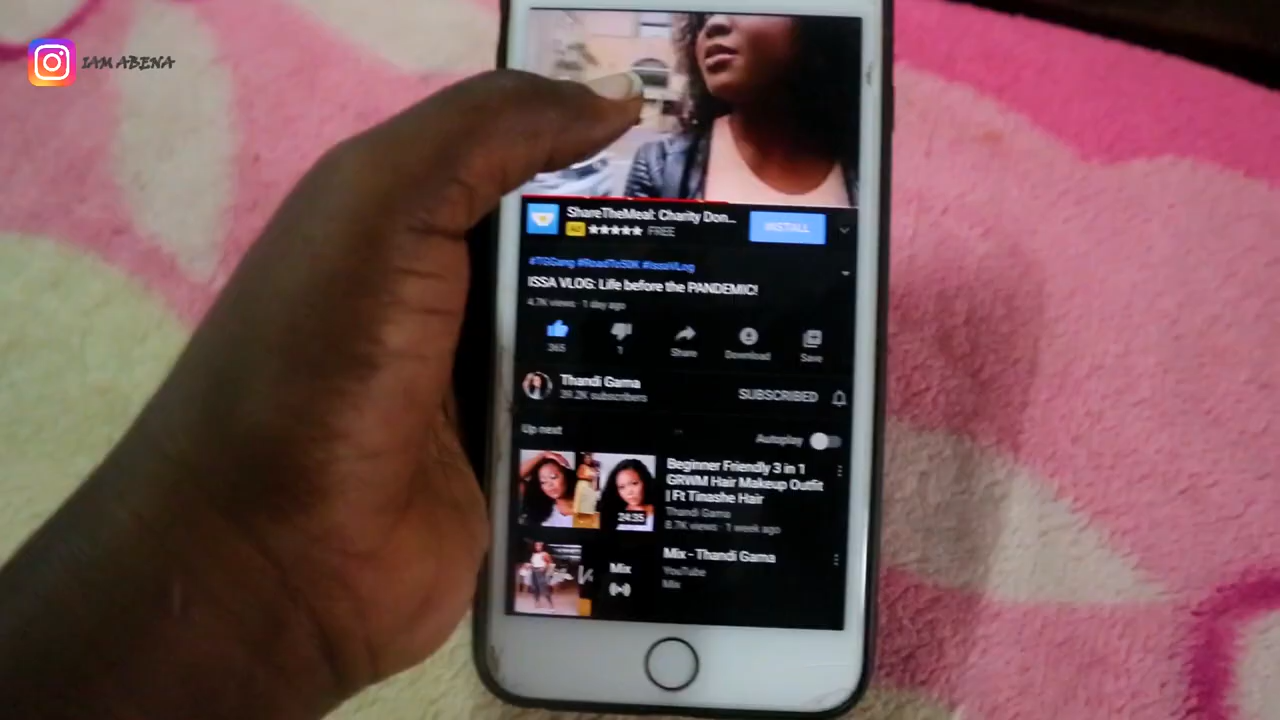 IAM ABENA
ShareTheMeal: Charity Don...
AD ★★★★★ FREE
INSTALL
#TGGang #RoadTo50K #IssaVLog
ISSA VLOG: Life before the PANDEMIC!
4.7K views · 1 day ago
365
1
Share
Download
Save
Thandi Gama
39.2K subscribers
SUBSCRIBED
Up next
Autoplay
24:35
Beginner Friendly 3 in 1
GRWM Hair Makeup Outfit
| Ft Tinashe Hair
Thandi Gama
8.7K views · 1 week ago
Mix
Mix - Thandi Gama
YouTube
Mix